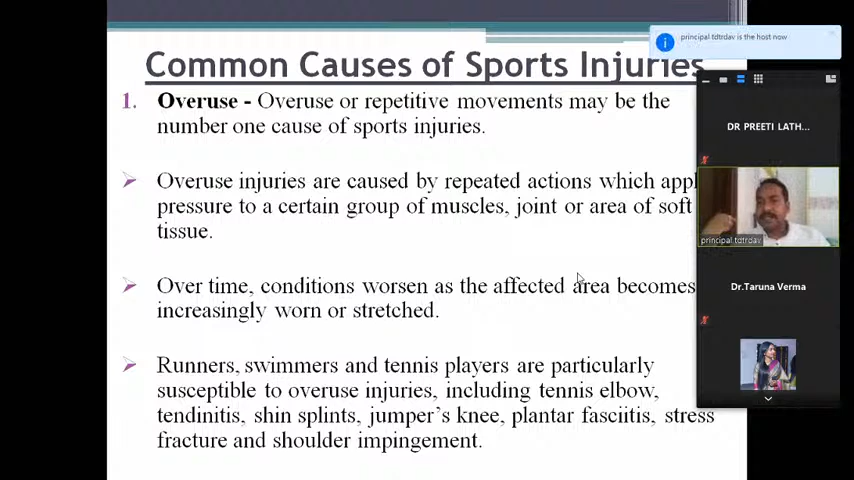 principal tdtrdav is the host now
Common Causes of Sports Injuries
1. Overuse - Overuse or repetitive movements may be the
number one cause of sports injuries.
Overuse injuries are caused by repeated actions which appl
pressure to a certain group of muscles, joint or area of soft
tissue.
Over time, conditions worsen as the affected area becomes
increasingly worn or stretched.
Runners, swimmers and tennis players are particularly
susceptible to overuse injuries, including tennis elbow,
tendinitis, shin splints, jumper's knee, plantar fasciitis, stress
fracture and shoulder impingement.
DR PREETI LATH...
principal tdtrdav
Dr.Taruna Verma